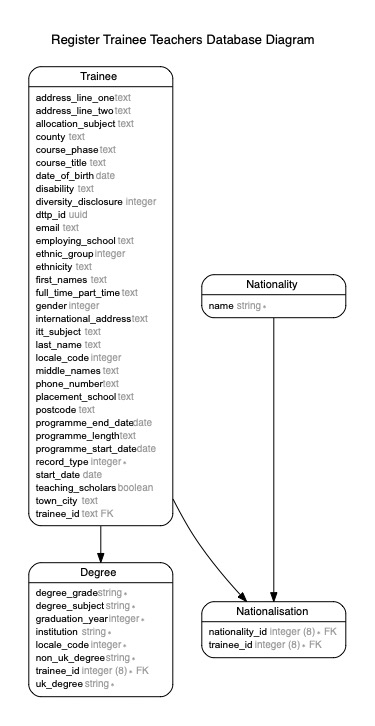 Register Trainee Teachers Database Diagram
Trainee
address_line_one text
address_line_two text
allocation_subject text
county text
course_phase text
course_title text
date_of_birth date
disability text
diversity_disclosure integer
dttp_id uuid
email text
employing_school text
ethnic_group integer
ethnicity text
first_names text
full_time_part_time text
gender integer
international_address text
itt_subject text
last_name text
locale_code integer
middle_names text
phone_number text
placement_school text
postcode text
programme_end_date date
programme_length text
programme_start_date date
record_type integer *
start_date date
teaching_scholars boolean
town_city text
trainee_id text FK
Nationality
name string *
Degree
degree_grade string *
degree_subject string *
graduation_year integer *
institution string *
locale_code integer *
non_uk_degree string *
trainee_id integer (8) * FK
uk_degree string *
Nationalisation
nationality_id integer (8) * FK
trainee_id integer (8) * FK